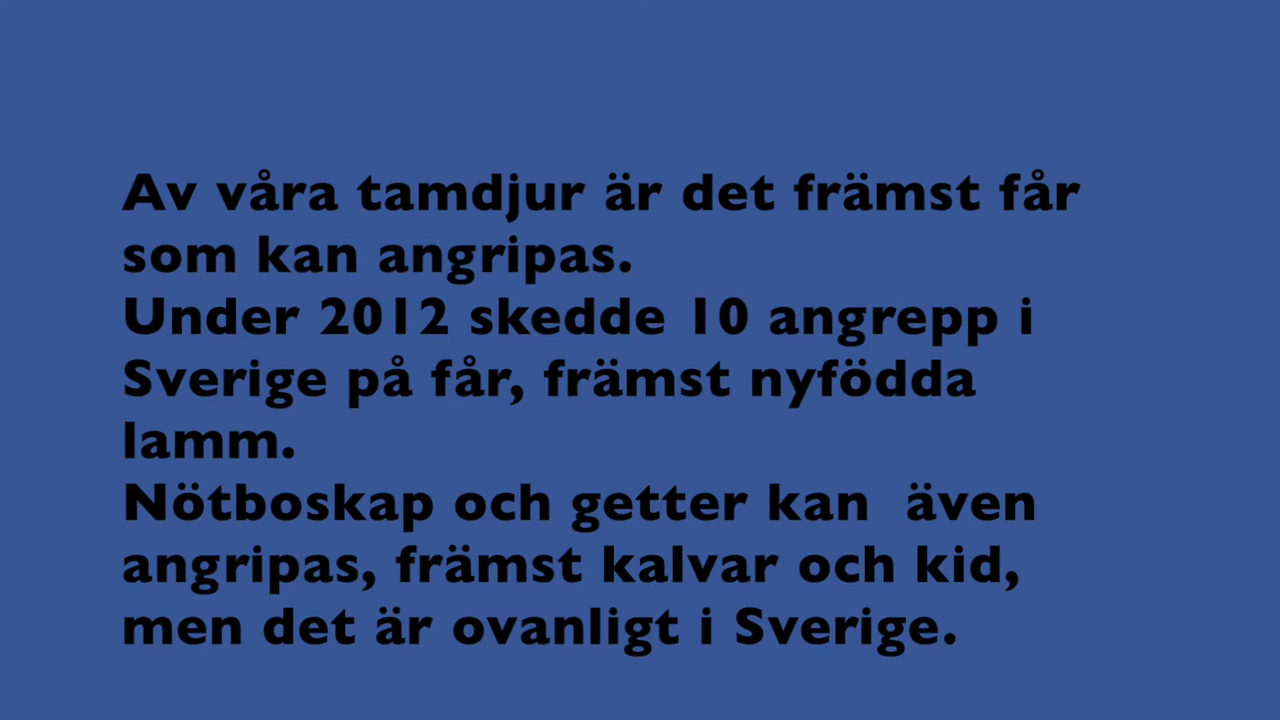 Av våra tamdjur är det främst får
som kan angripas.
Under 2012 skedde 10 angrepp i
Sverige på får, främst nyfödda
lamm.
Nötboskap och getter kan  även
angripas, främst kalvar och kid,
men det är ovanligt i Sverige.